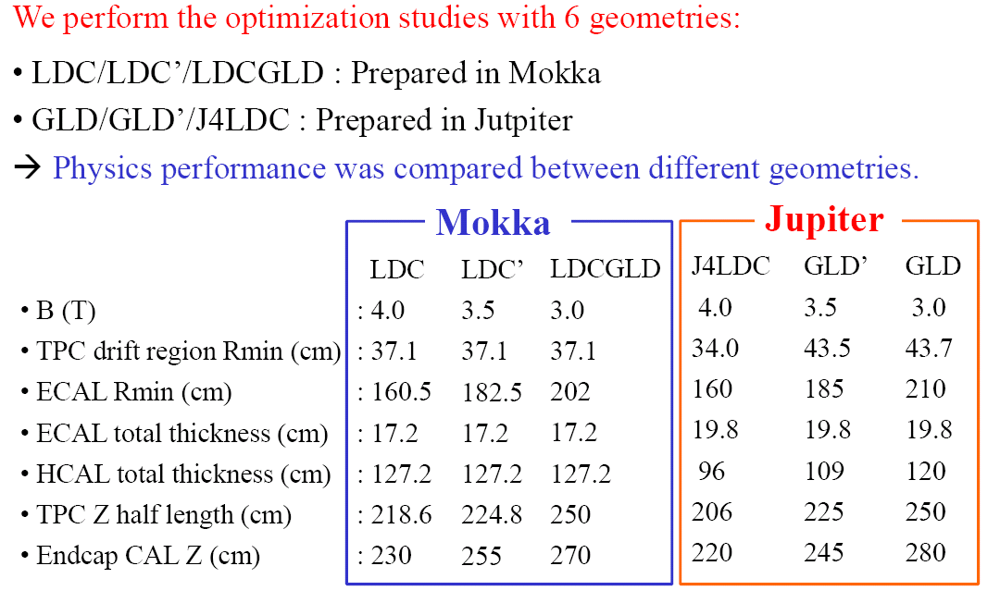 We perform the optimization studies with 6 geometries:
• LDC/LDC’/LDCGLD : Prepared in Mokka
• GLD/GLD’/J4LDC : Prepared in Jutpiter
→ Physics performance was compared between different geometries.
Mokka Jupiter
LDC LDC’ LDCGLD J4LDC GLD’ GLD
• B (T) : 4.0 3.5 3.0 4.0 3.5 3.0
• TPC drift region Rmin (cm) : 37.1 37.1 37.1 34.0 43.5 43.7
• ECAL Rmin (cm) : 160.5 182.5 202 160 185 210
• ECAL total thickness (cm) : 17.2 17.2 17.2 19.8 19.8 19.8
• HCAL total thickness (cm) : 127.2 127.2 127.2 96 109 120
• TPC Z half length (cm) : 218.6 224.8 250 206 225 250
• Endcap CAL Z (cm) : 230 255 270 220 245 280